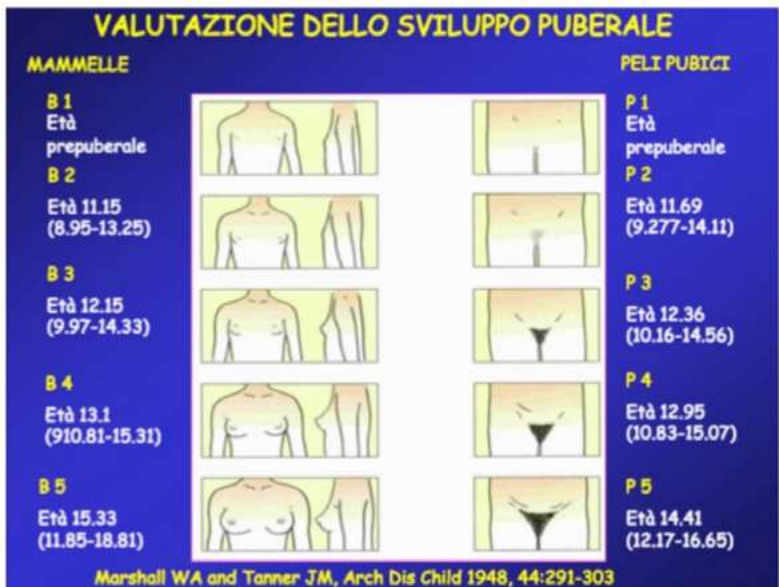 VALUTAZIONE DELLO SVILUPPO PUBERALE
MAMMELLE
B 1
Età
prepuberale
B 2
Età 11.15
(8.95-13.25)
B 3
Età 12.15
(9.97-14.33)
B 4
Età 13.1
(910.81-15.31)
B 5
Età 15.33
(11.85-18.81)
PELI PUBICI
P 1
Età
prepuberale
P 2
Età 11.69
(9.277-14.11)
P 3
Età 12.36
(10.16-14.56)
P 4
Età 12.95
(10.83-15.07)
P 5
Età 14.41
(12.17-16.65)
Marshall WA and Tanner JM, Arch Dis Child 1948, 44:291-303